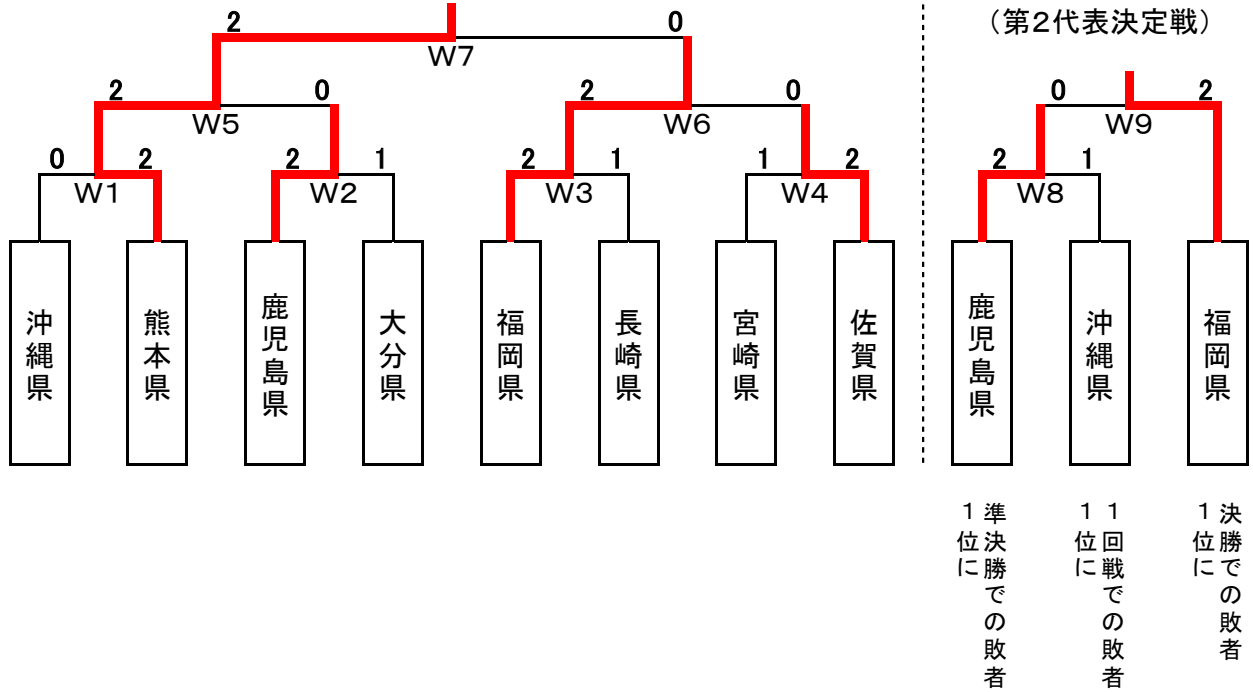 (第2代表決定戦)
2
0
W7
2
0
2
0
0
2
W5
W6
W9
0
2
2
1
2
1
1
2
2
1
W1
W2
W3
W4
W8
沖縄県
熊本県
鹿児島県
大分県
福岡県
長崎県
宮崎県
佐賀県
鹿児島県
沖縄県
福岡県
1位に
準決勝での敗者
1位に
1回戦での敗者
1位に
決勝での敗者